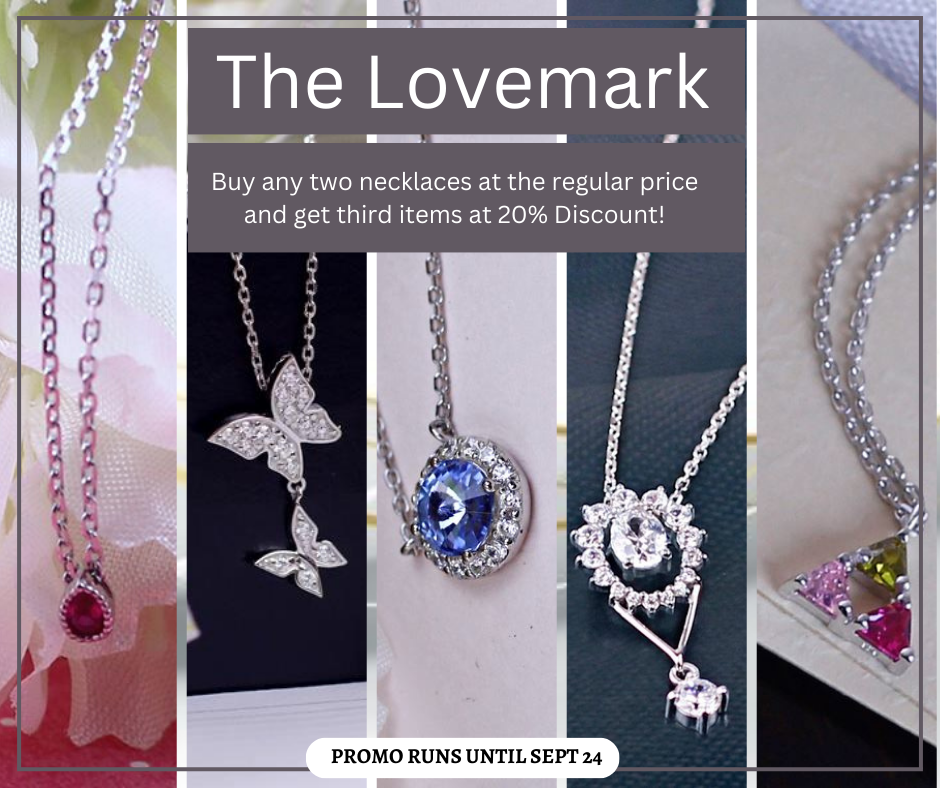 The Lovemark
Buy any two necklaces at the regular price
and get third items at 20% Discount!
PROMO RUNS UNTIL SEPT 24